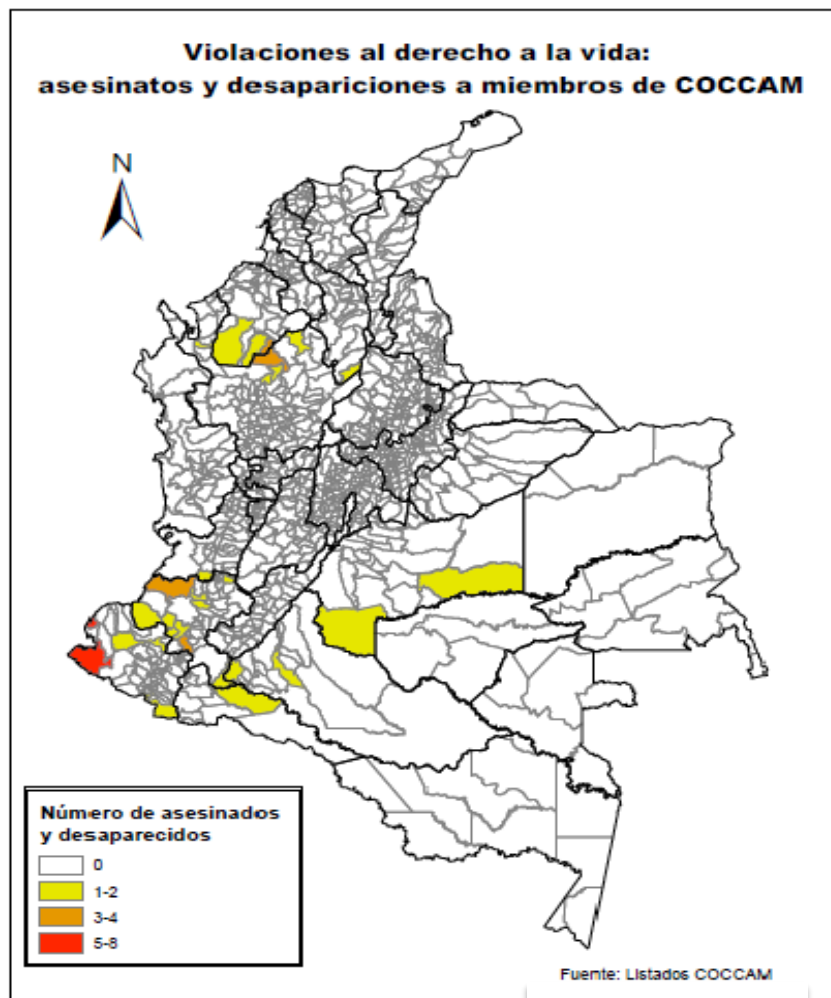 Violaciones al derecho a la vida:
asesinatos y desapariciones a miembros de COCCAM
N
Número de asesinados
y desaparecidos
0
1-2
3-4
5-8
Fuente: Listados COCCAM